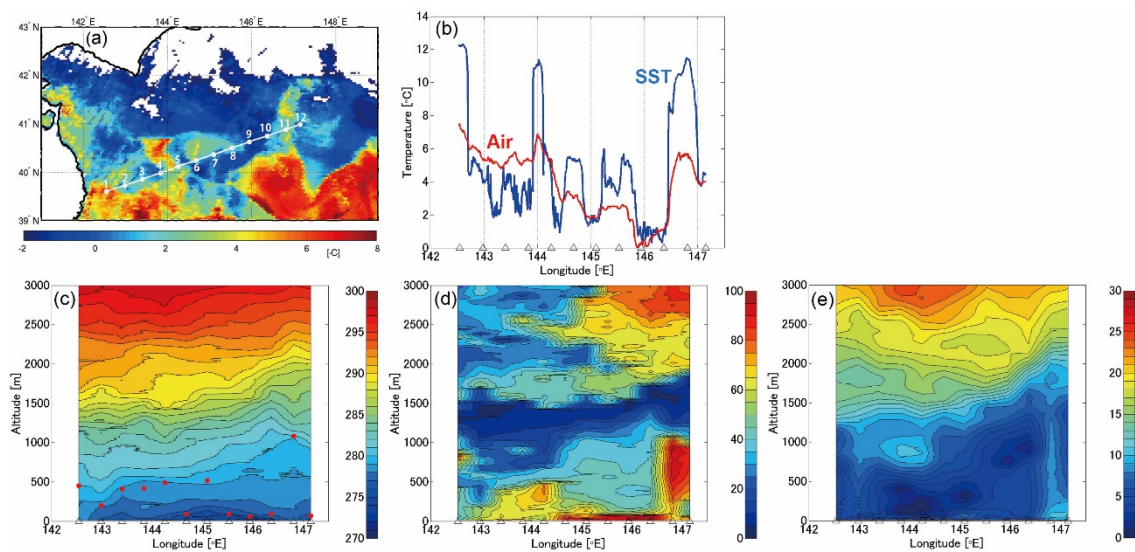 142 °E 144 146 148
43 N (a)
42 N
41 N
40 N
39 N
1 2 3 4 5 6 7 8 9 10 11 12
-2 0 2 4 6 8
[◦C]
(b)
14
12
10
8
6
4
2
0
Temperature [◦C]
SST
Air
142 143 144 145 146 147
Longitude [◦E]
(c)
3000
2500
2000
1500
1000
500
0
Altitude [m]
142 143 144 145 146 147
Longitude [◦E]
300
295
290
285
280
275
270
(d)
3000
2500
2000
1500
1000
500
0
Altitude [m]
142 143 144 145 146 147
Longitude [◦E]
100
80
60
40
20
0
(e)
3000
2500
2000
1500
1000
500
0
Altitude [m]
142 143 144 145 146 147
Longitude [◦E]
30
25
20
15
10
5
0